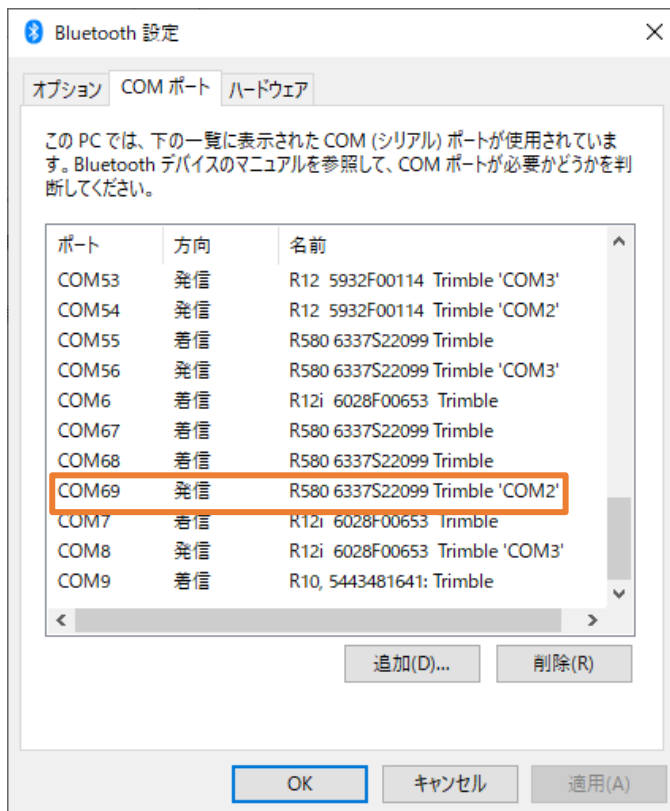 Bluetooth 設定
オプション COM ポート ハードウェア
この PC では、下の一覧に表示された COM (シリアル) ポートが使用されていま
す。Bluetooth デバイスのマニュアルを参照して、COM ポートが必要かどうかを判
断してください。
ポート 方向 名前
COM53 発信 R12 5932F00114 Trimble 'COM3'
COM54 発信 R12 5932F00114 Trimble 'COM2'
COM55 着信 R580 6337S22099 Trimble
COM56 発信 R580 6337S22099 Trimble 'COM3'
COM6 着信 R12i 6028F00653 Trimble
COM67 着信 R580 6337S22099 Trimble
COM68 着信 R580 6337S22099 Trimble
COM69 発信 R580 6337S22099 Trimble 'COM2'
COM7 着信 R12i 6028F00653 Trimble
COM8 発信 R12i 6028F00653 Trimble 'COM3'
COM9 着信 R10, 5443481641: Trimble
追加(D)... 削除(R)
OK キャンセル 適用(A)